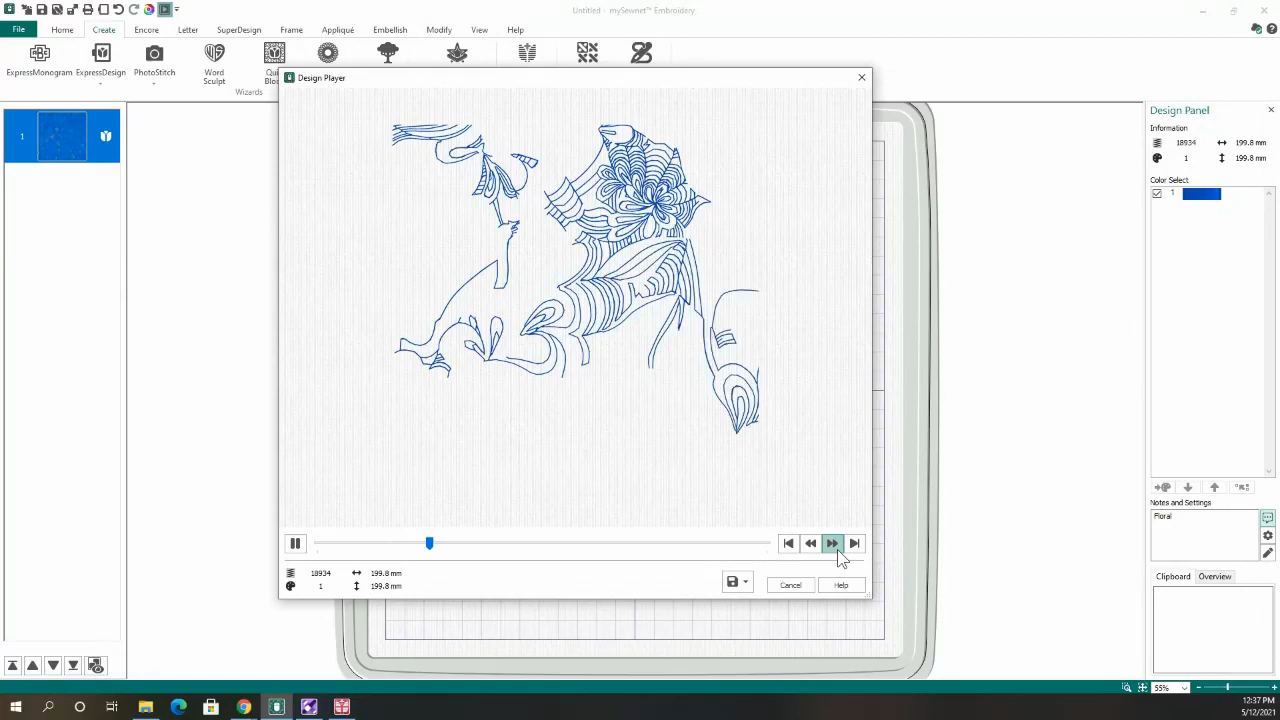 Untitled - mySewnet™ Embroidery
File Home Create Encore Letter SuperDesign Frame Appliqué Embellish Modify View Help
ExpressMonogram ExpressDesign PhotoStitch Word Sculpt
Wizards
Design Player
1
18934 199.8 mm
1 199.8 mm
Cancel Help
Design Panel
Information
18934 199.8 mm
1 199.8 mm
Color Select
1
Notes and Settings
Floral
Clipboard Overview
55%
12:37 PM
5/12/2021